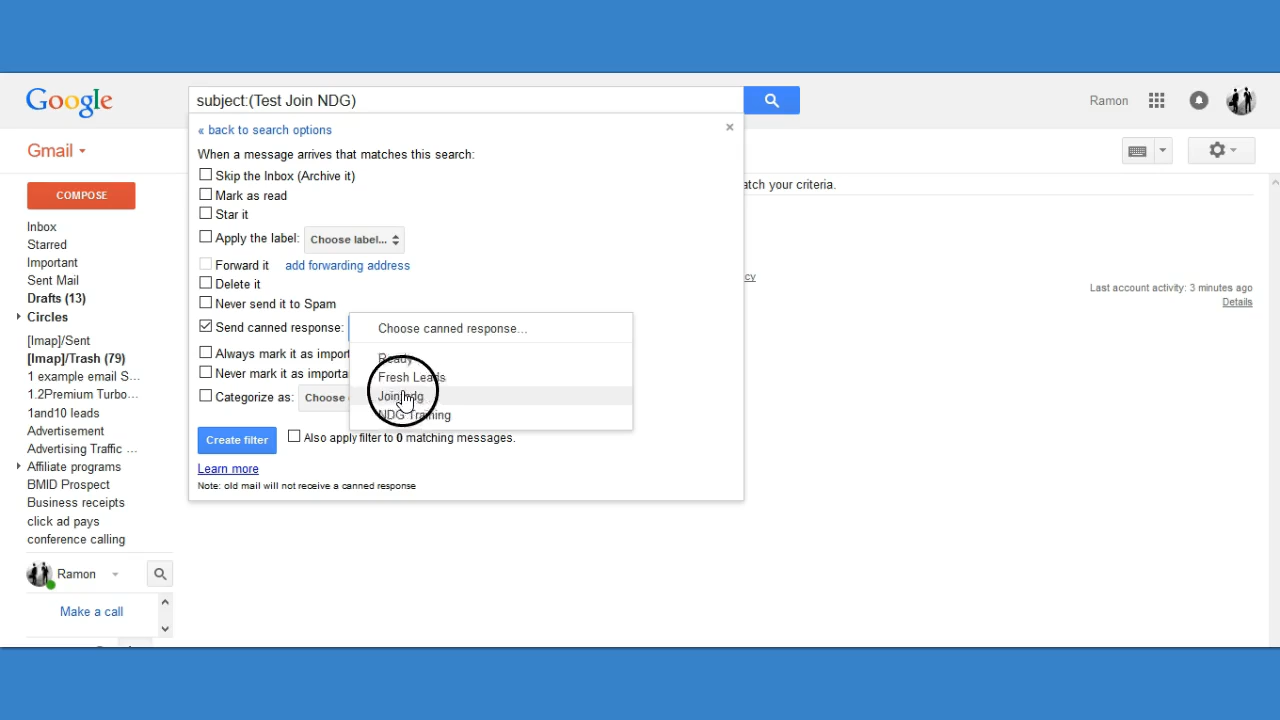 Google
subject:(Test Join NDG)
Ramon
« back to search options
When a message arrives that matches this search:
Skip the Inbox (Archive it)
Mark as read
Star it
Apply the label: Choose label...
Forward it add forwarding address
Delete it
Never send it to Spam
Send canned response:
Always mark it as import
Never mark it as importa
Categorize as: Choose
Choose canned response...
Ready
Fresh Leads
Join ndg
NDG Training
Create filter
Also apply filter to 0 matching messages.
Learn more
Note: old mail will not receive a canned response
atch your criteria.
cy
Last account activity: 3 minutes ago
Details
Gmail
COMPOSE
Inbox
Starred
Important
Sent Mail
Drafts (13)
Circles
[Imap]/Sent
[Imap]/Trash (79)
1 example email S...
1.2Premium Turbo...
1and10 leads
Advertisement
Advertising Traffic ...
Affiliate programs
BMID Prospect
Business receipts
click ad pays
conference calling
Ramon
Make a call